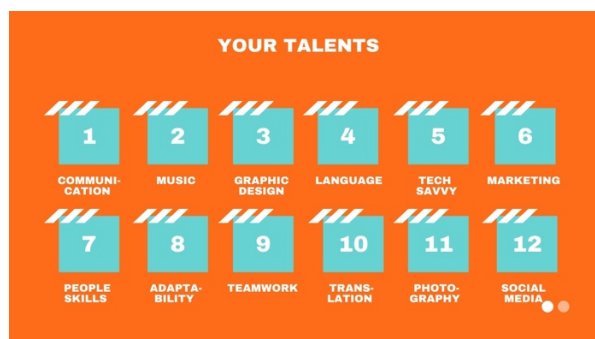 YOUR TALENTS
1
2
3
4
5
6
COMMUNI-
CATION
MUSIC
GRAPHIC
DESIGN
LANGUAGE
TECH
SAVVY
MARKETING
7
8
9
10
11
12
PEOPLE
SKILLS
ADAPTA-
BILITY
TEAMWORK
TRANS-
LATION
PHOTO-
GRAPHY
SOCIAL
MEDIA